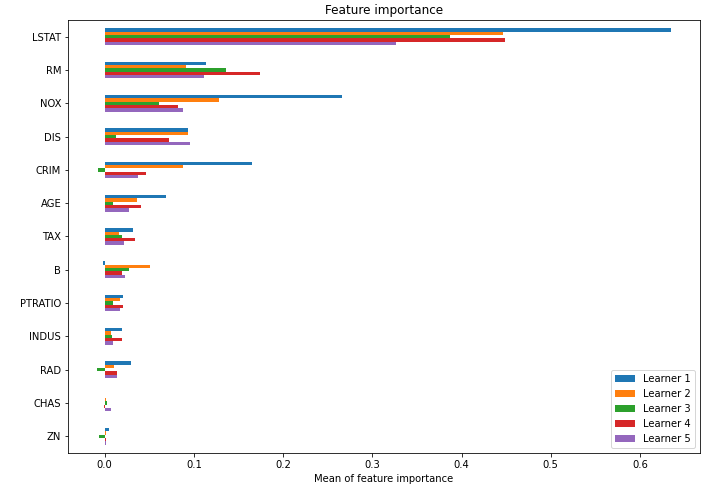 Feature importance
LSTAT
RM
NOX
DIS
CRIM
AGE
TAX
B
PTRATIO
INDUS
RAD
CHAS
ZN
Learner 1
Learner 2
Learner 3
Learner 4
Learner 5
0.0 0.1 0.2 0.3 0.4 0.5 0.6
Mean of feature importance